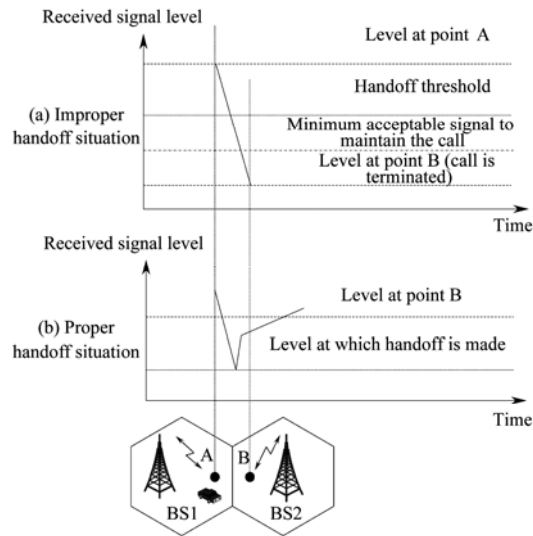 Received signal level
Level at point A
Handoff threshold
(a) Improper
handoff situation
Minimum acceptable signal to
maintain the call
Level at point B (call is
terminated)
Time
Received signal level
Level at point B
(b) Proper
handoff situation
Level at which handoff is made
Time
A
B
BS1
BS2